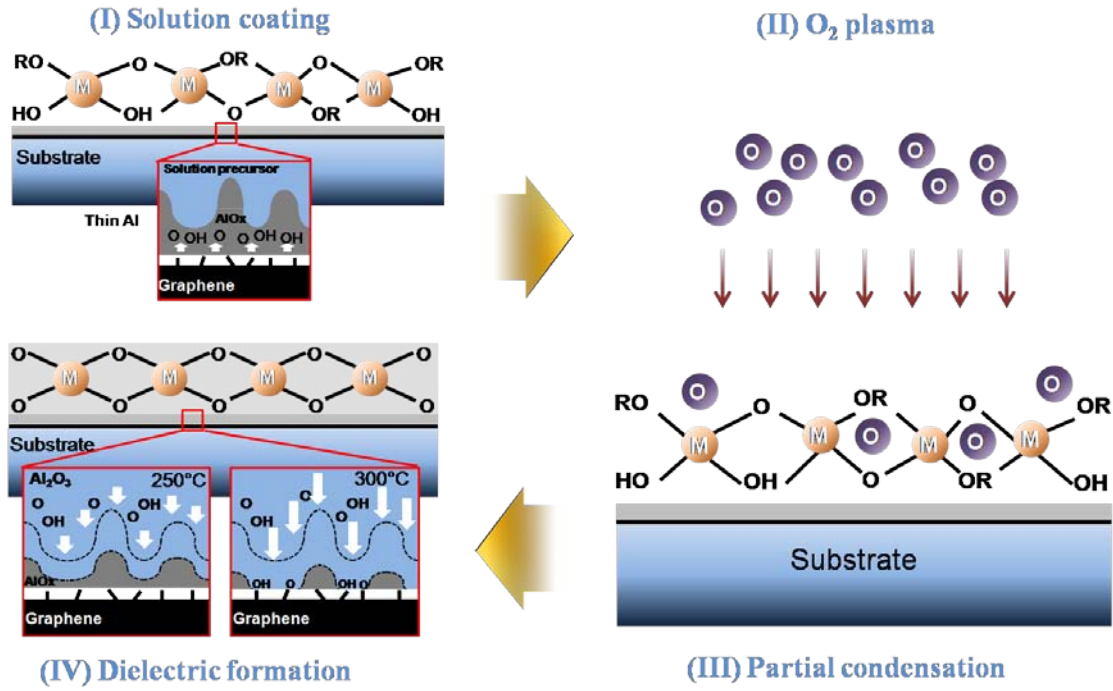 (I) Solution coating
RO O OR O OR
M M M M
HO OH O OR OH
Substrate
Solution precursor
Thin Al
AlOx
O OH O O OH OH
Graphene
(II) O₂ plasma
O O O O O
O O O O
(III) Partial condensation
RO O O OR O O OR
M M O M O M
HO OH O OR OH
Substrate
(IV) Dielectric formation
O O O O O
M M M M
O O O O O
Substrate
Al₂O₃ 250°C
O OH
OH O
AlOx
Graphene
300°C
O OH
OH O
OH O OH O
Graphene